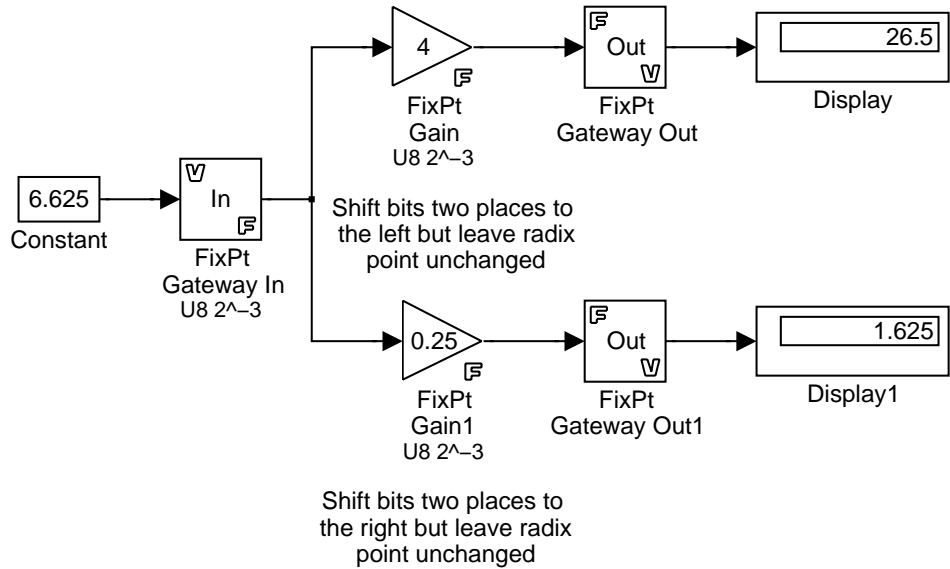 4
F
FixPt
Gain
U8 2^−3
F
Out
V
FixPt
Gateway Out
26.5
Display
6.625
Constant
V
In
F
FixPt
Gateway In
U8 2^−3
Shift bits two places to
the left but leave radix
point unchanged
0.25
F
FixPt
Gain1
U8 2^−3
F
Out
V
FixPt
Gateway Out1
1.625
Display1
Shift bits two places to
the right but leave radix
point unchanged